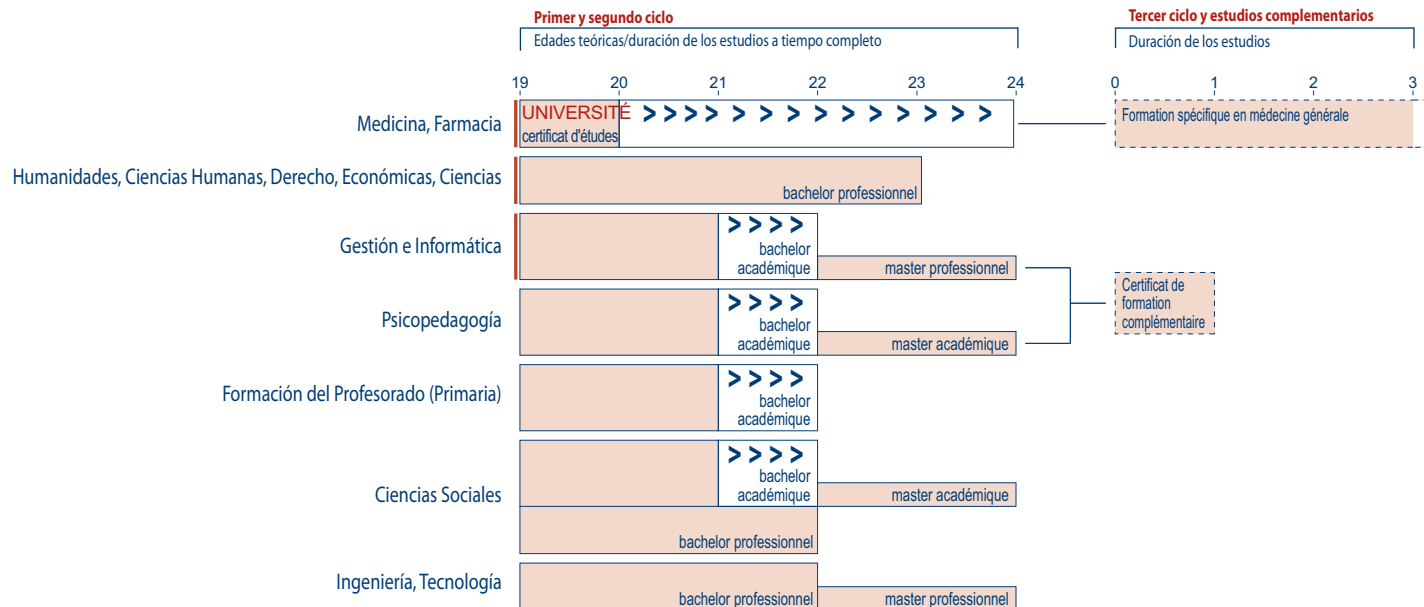 Primer y segundo ciclo
Edades teóricas/duración de los estudios a tiempo completo
Tercer ciclo y estudios complementarios
Duración de los estudios
19 20 21 22 23 24
0 1 2 3
Medicina, Farmacia
UNIVERSITÉ > > > > > > > > > > > > > >
certificat d'études
Formation spécifique en médecine générale
Humanidades, Ciencias Humanas, Derecho, Económicas, Ciencias
bachelor professionnel
Gestión e Informática
> > > >
bachelor
académique
master professionnel
Certificat de
formation
complémentaire
Psicopedagogía
> > > >
bachelor
académique
master académique
Formación del Profesorado (Primaria)
> > > >
bachelor
académique
Ciencias Sociales
> > > >
bachelor
académique
master académique
bachelor professionnel
Ingeniería, Tecnología
bachelor professionnel
master professionnel